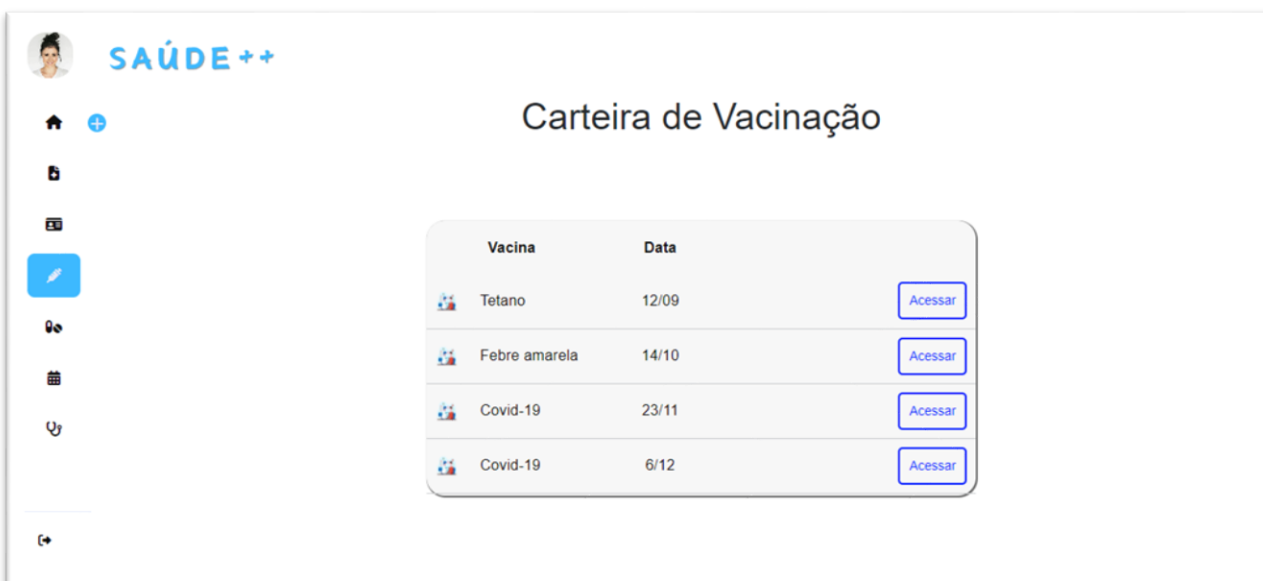 SAÚDE++
Carteira de Vacinação
Vacina Data
Tetano 12/09 Acessar
Febre amarela 14/10 Acessar
Covid-19 23/11 Acessar
Covid-19 6/12 Acessar